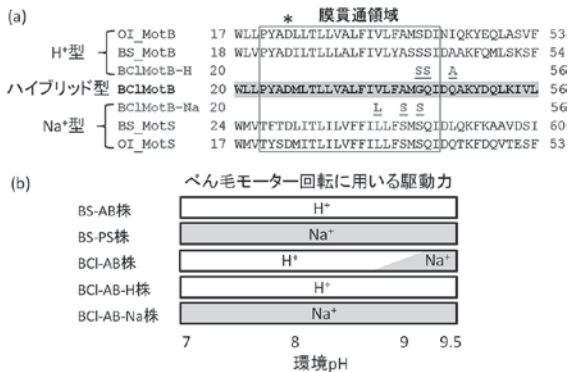 (a)
*
膜貫通領域
H⁺型
OI_MotB 17 WLLPYADLLTLLVALFIVLFAMSDINIQKYEQLASVF 53
BS_MotB 18 WLVPYADILTLLLALFIVLYASSSIDAAKFQMLSKSF 54
BClMotB-H 20 SS A 56
ハイブリッド型 BClMotB 20 WLLPYADMLTLLVALFIVLFAMGQIDQAKYDQLKIVL 56
Na⁺型
BClMotB-Na 20 L S S 56
BS_MotS 24 WMVTFTDLITLILVFFILLFSMSQIDLQKFKAAVDSI 60
OI_MotS 17 WMVTYSDMITLILVFFILLFSMSQIDQTKFDQVTESF 53
(b)
べん毛モーター回転に用いる駆動力
BS-AB株 H⁺
BS-PS株 Na⁺
BCl-AB株 H⁺ Na⁺
BCl-AB-H株 H⁺
BCl-AB-Na株 Na⁺
7 8 9 9.5
環境pH